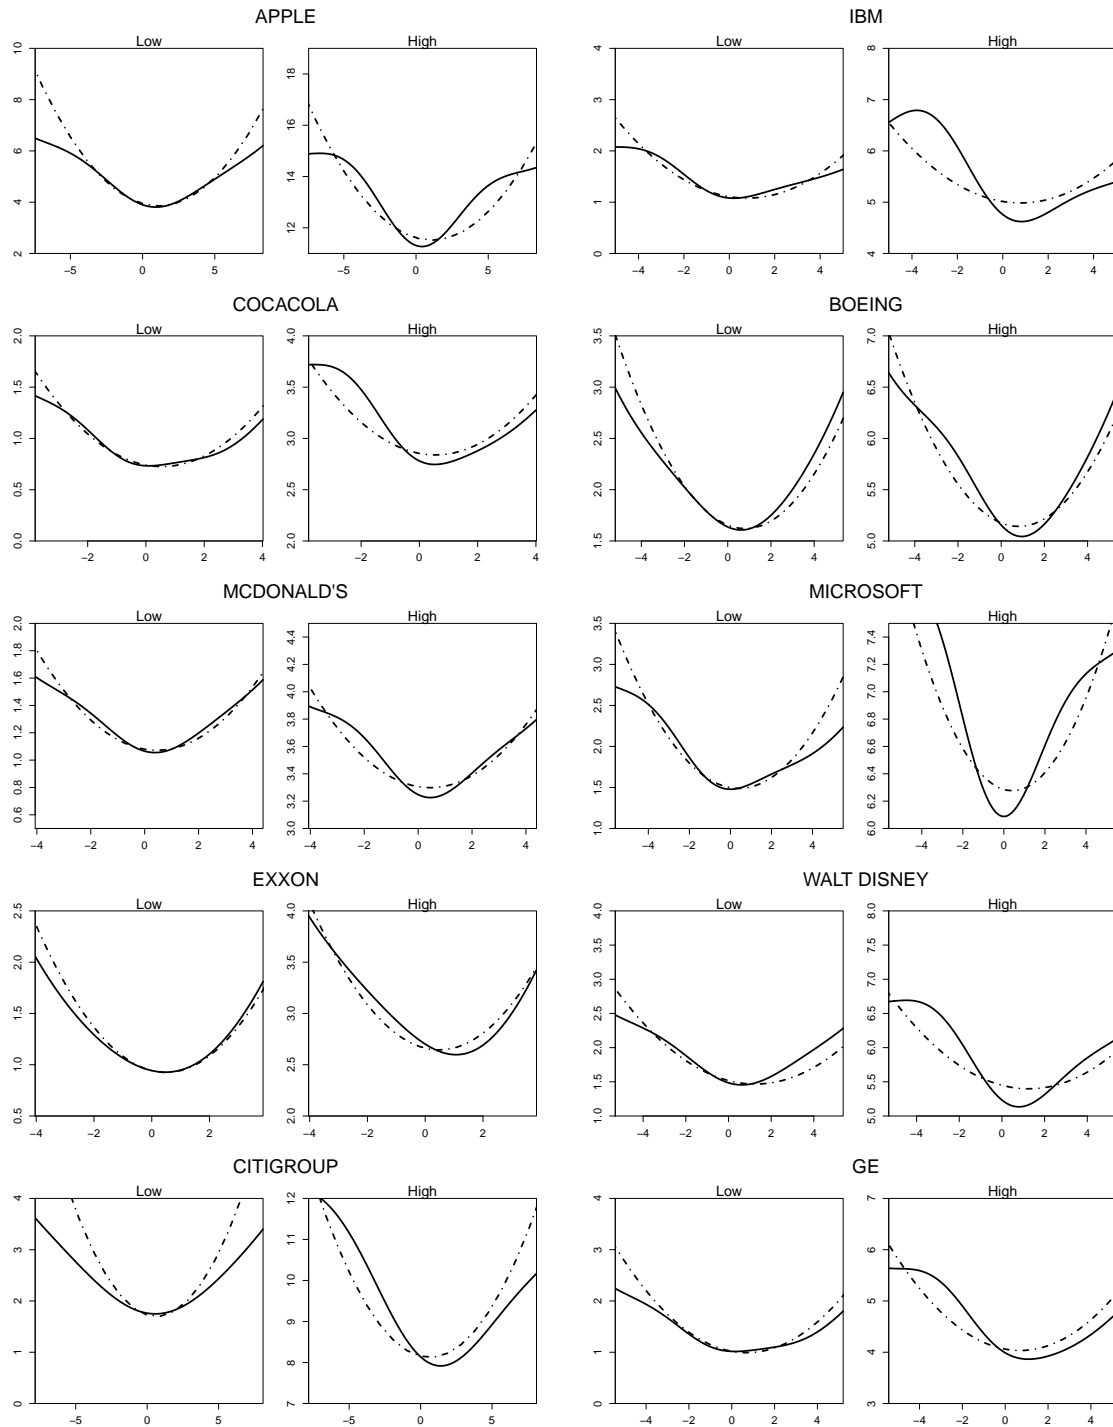 APPLE
Low
High
2 4 6 8 10
−5 0 5
12 14 16 18
−5 0 5
IBM
Low
High
0 1 2 3 4
−4 −2 0 2 4
4 5 6 7 8
−4 −2 0 2 4
COCACOLA
Low
High
0.0 0.5 1.0 1.5 2.0
−2 0 2 4
2.0 2.5 3.0 3.5 4.0
−2 0 2 4
BOEING
Low
High
1.5 2.0 2.5 3.0 3.5
−4 −2 0 2 4
5.0 5.5 6.0 6.5 7.0
−4 −2 0 2 4
MCDONALD'S
Low
High
0.6 0.8 1.0 1.2 1.4 1.6 1.8 2.0
−4 −2 0 2 4
3.0 3.2 3.4 3.6 3.8 4.0 4.2 4.4
−4 −2 0 2 4
MICROSOFT
Low
High
1.0 1.5 2.0 2.5 3.0 3.5
−4 −2 0 2 4
6.0 6.2 6.4 6.6 6.8 7.0 7.2 7.4
−4 −2 0 2 4
EXXON
Low
High
0.5 1.0 1.5 2.0 2.5
−4 −2 0 2
2.0 2.5 3.0 3.5 4.0
−4 −2 0 2
WALT DISNEY
Low
High
1.0 1.5 2.0 2.5 3.0 3.5 4.0
−4 −2 0 2 4
5.0 5.5 6.0 6.5 7.0 7.5 8.0
−4 −2 0 2 4
CITIGROUP
Low
High
0 1 2 3 4
−5 0 5
7 8 9 10 11 12
−5 0 5
GE
Low
High
0 1 2 3 4
−4 −2 0 2 4
3 4 5 6 7
−4 −2 0 2 4